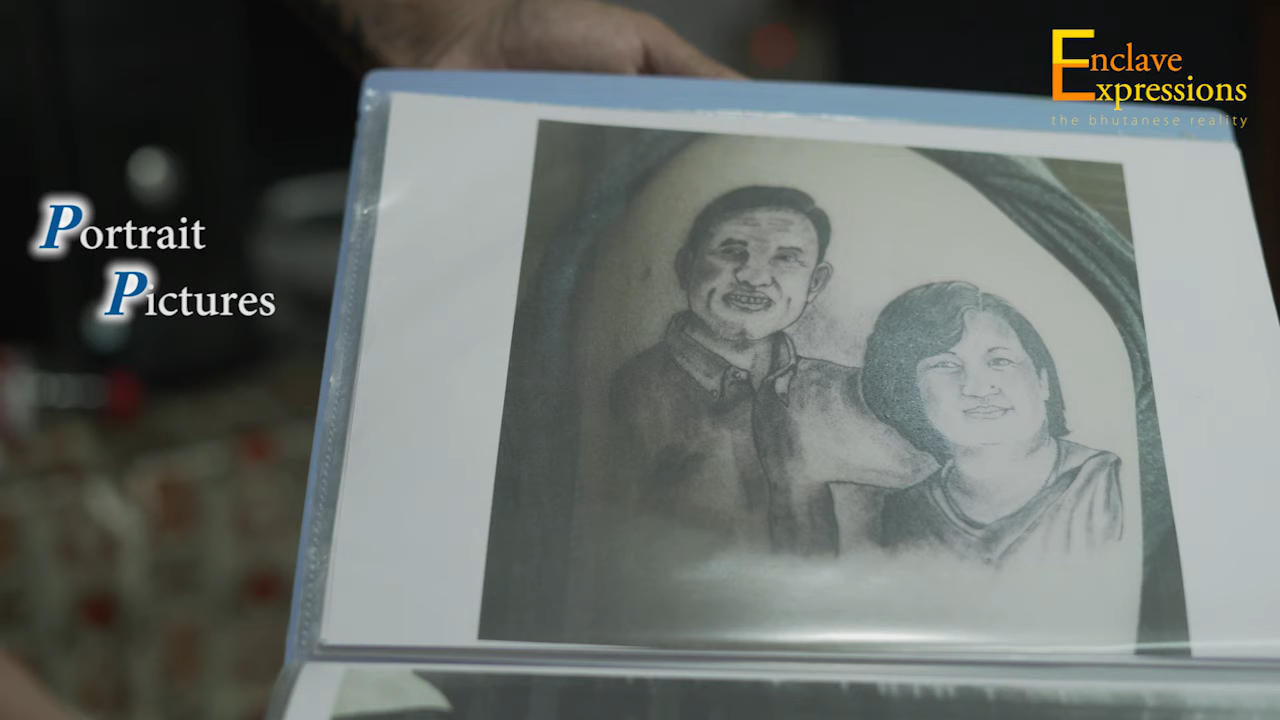 Enclave
Expressions
the bhutanese reality
Portrait
Pictures